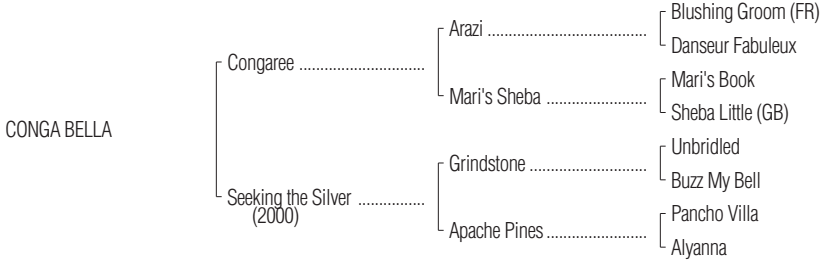 Blushing Groom (FR)
Arazi
Danseur Fabuleux
Congaree
Mari's Book
Mari's Sheba
Sheba Little (GB)
CONGA BELLA
Unbridled
Grindstone
Buzz My Bell
Seeking the Silver
(2000)
Pancho Villa
Apache Pines
Alyanna